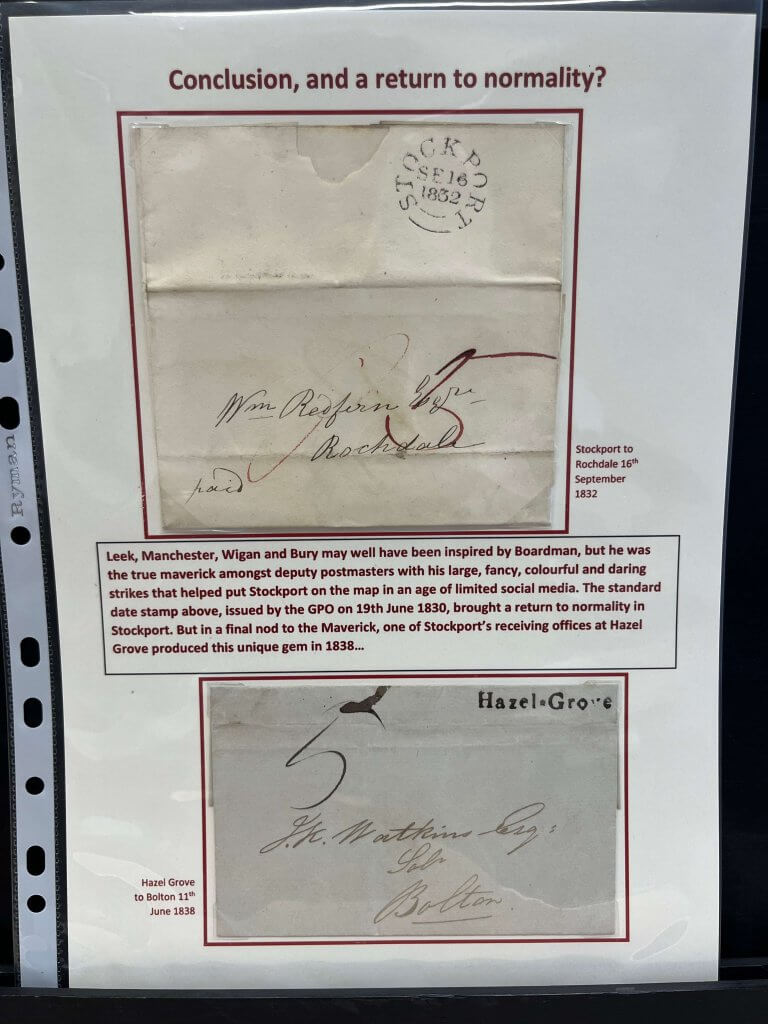 Conclusion, and a return to normality?
STOCKPORT
SE 16
1832
5
Wm Redfern Esqre
Rochdale
paid
Stockport to
Rochdale 16th
September
1832
Ryman
Leek, Manchester, Wigan and Bury may well have been inspired by Boardman, but he was
the true maverick amongst deputy postmasters with his large, fancy, colourful and daring
strikes that helped put Stockport on the map in an age of limited social media. The standard
date stamp above, issued by the GPO on 19th June 1830, brought a return to normality in
Stockport. But in a final nod to the Maverick, one of Stockport's receiving offices at Hazel
Grove produced this unique gem in 1838...
Hazel-Grove
5
J.K. Watkins Esq:
Solr
Bolton
Hazel Grove
to Bolton 11th
June 1838